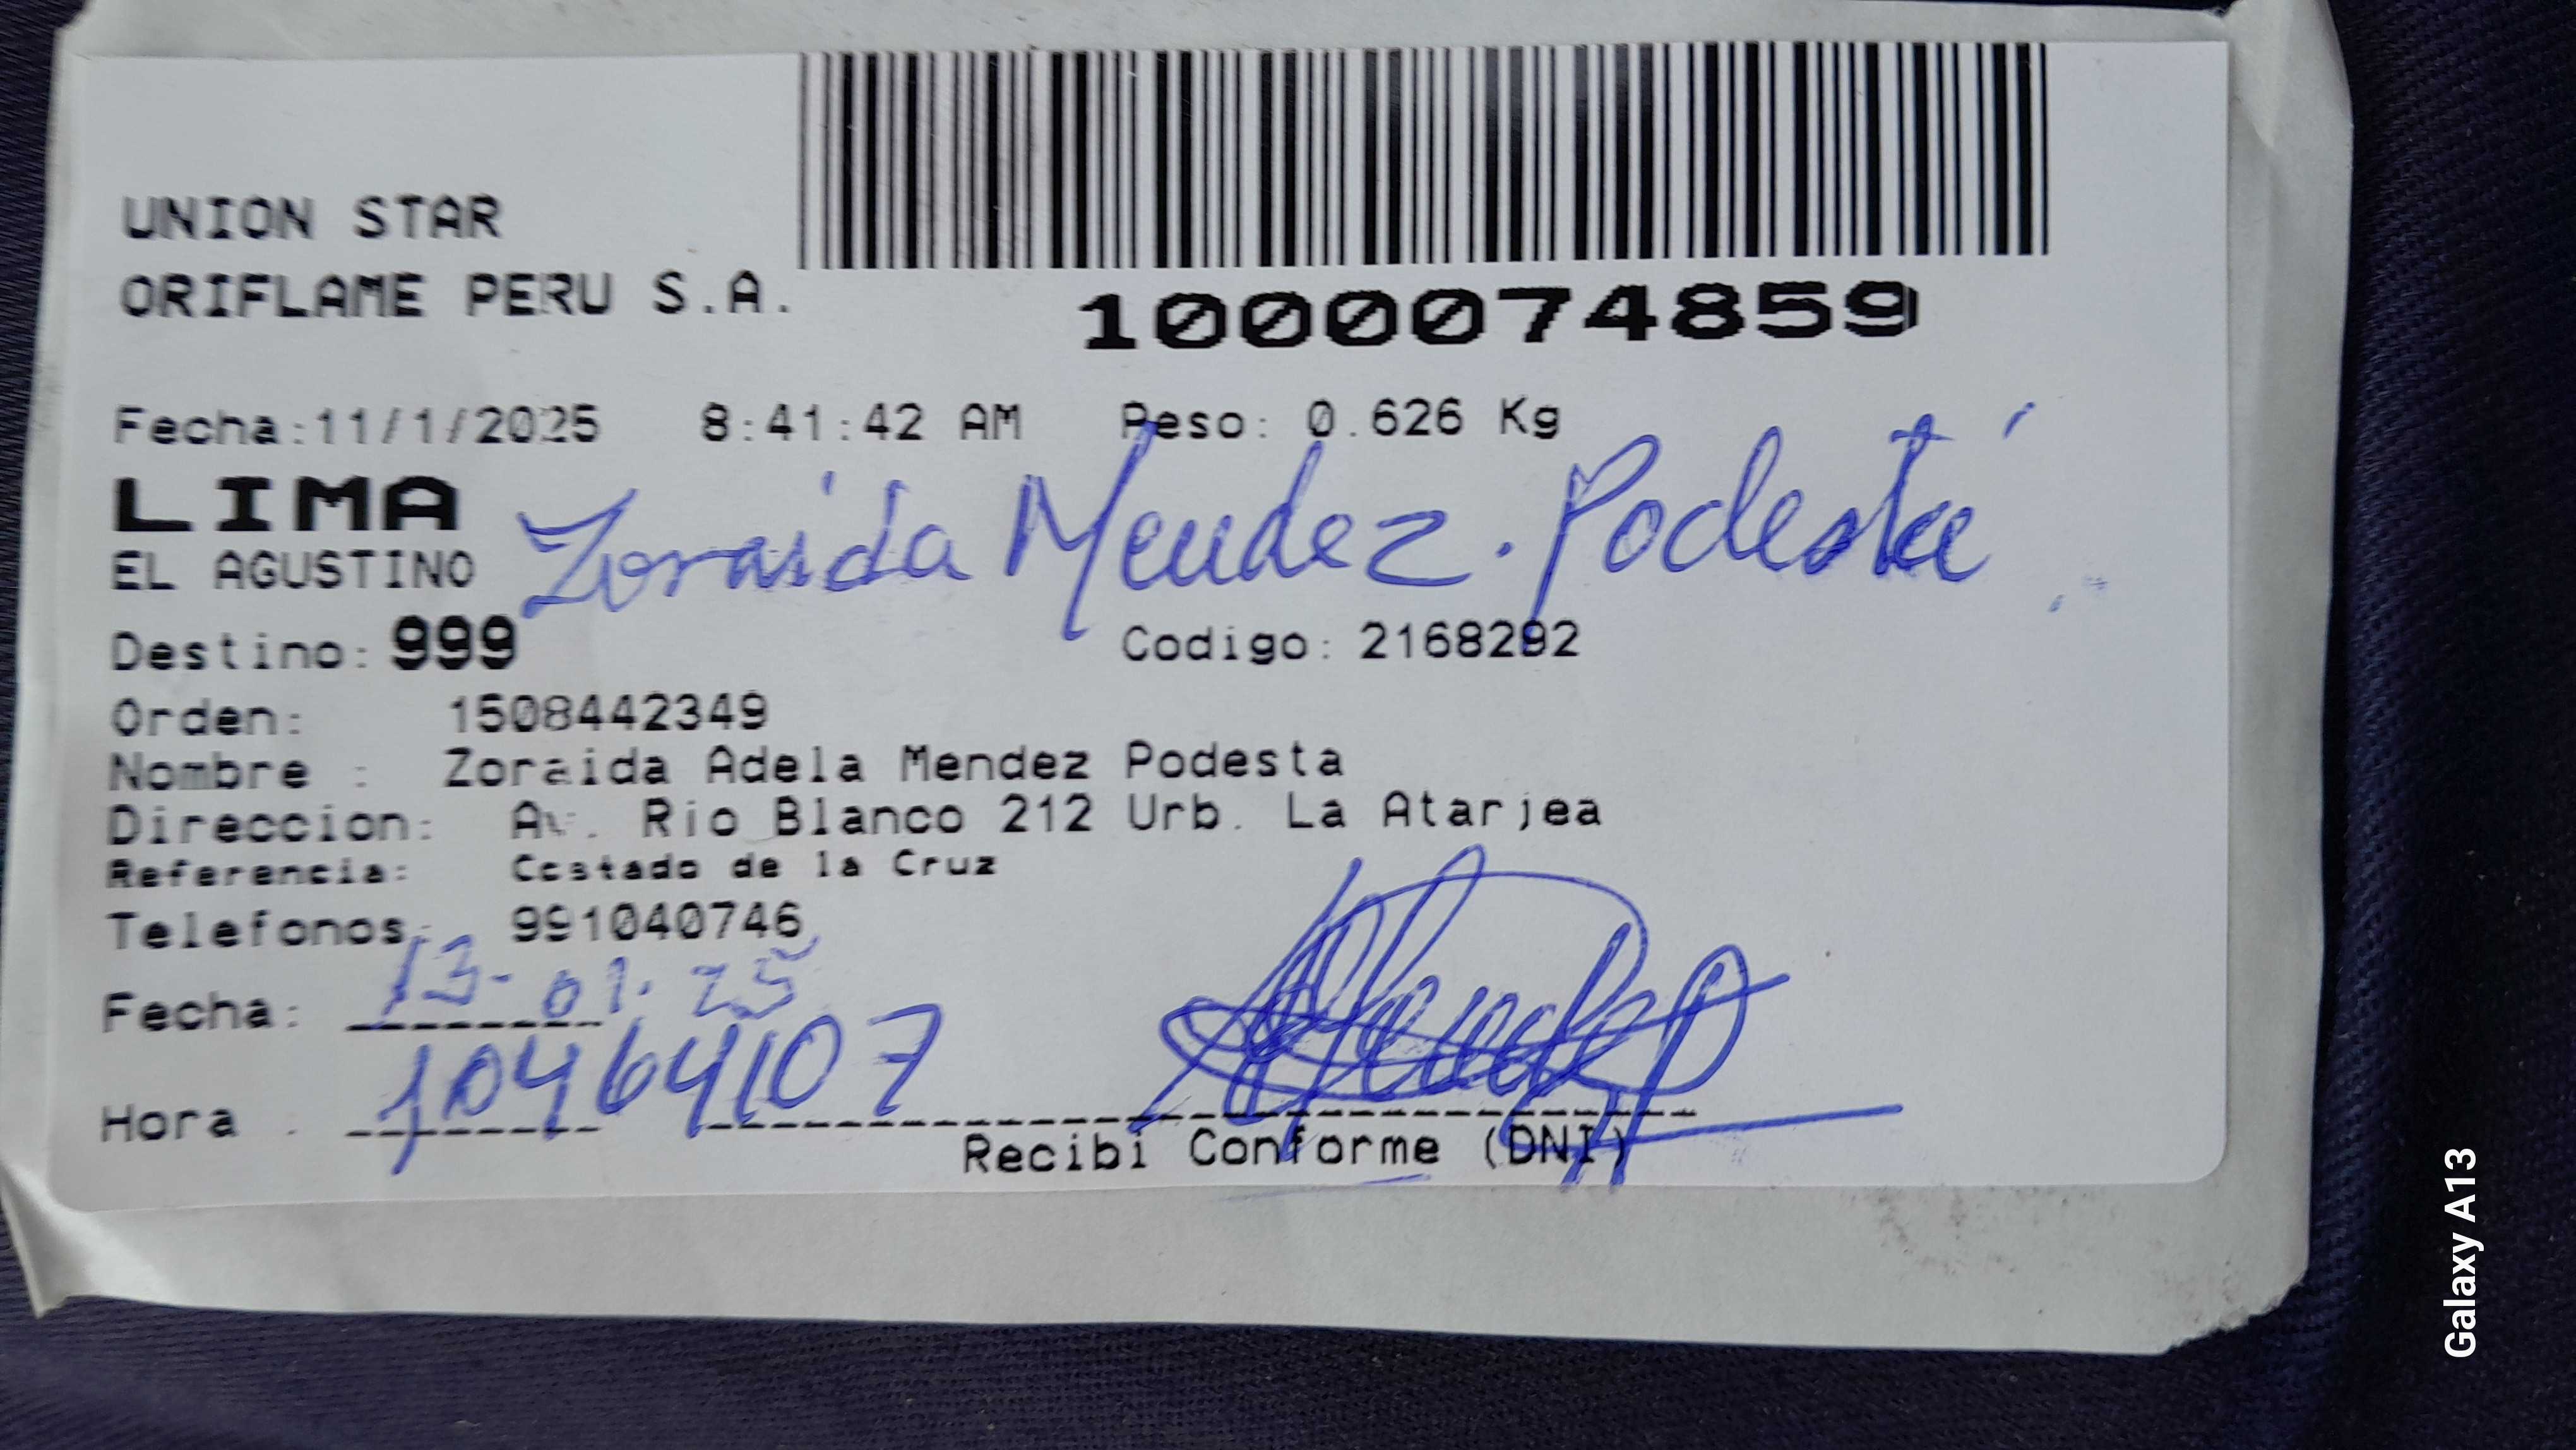 UNION STAR
ORIFLAME PERU S.A.
1000074859
Fecha:11/1/2025 8:41:42 AM Peso: 0.626 Kg
LIMA
EL AGUSTINO
Zoraida Mendez. Podestá
Destino: 999 Codigo: 2168292
Orden: 1508442349
Nombre : Zoraida Adela Mendez Podesta
Direccion: Av. Rio Blanco 212 Urb. La Atarjea
Referencia: Costado de la Cruz
Telefonos: 991040746
Fecha: 13-01-25
10464107
Hora :
Recibi Conforme (DNI)
Galaxy A13